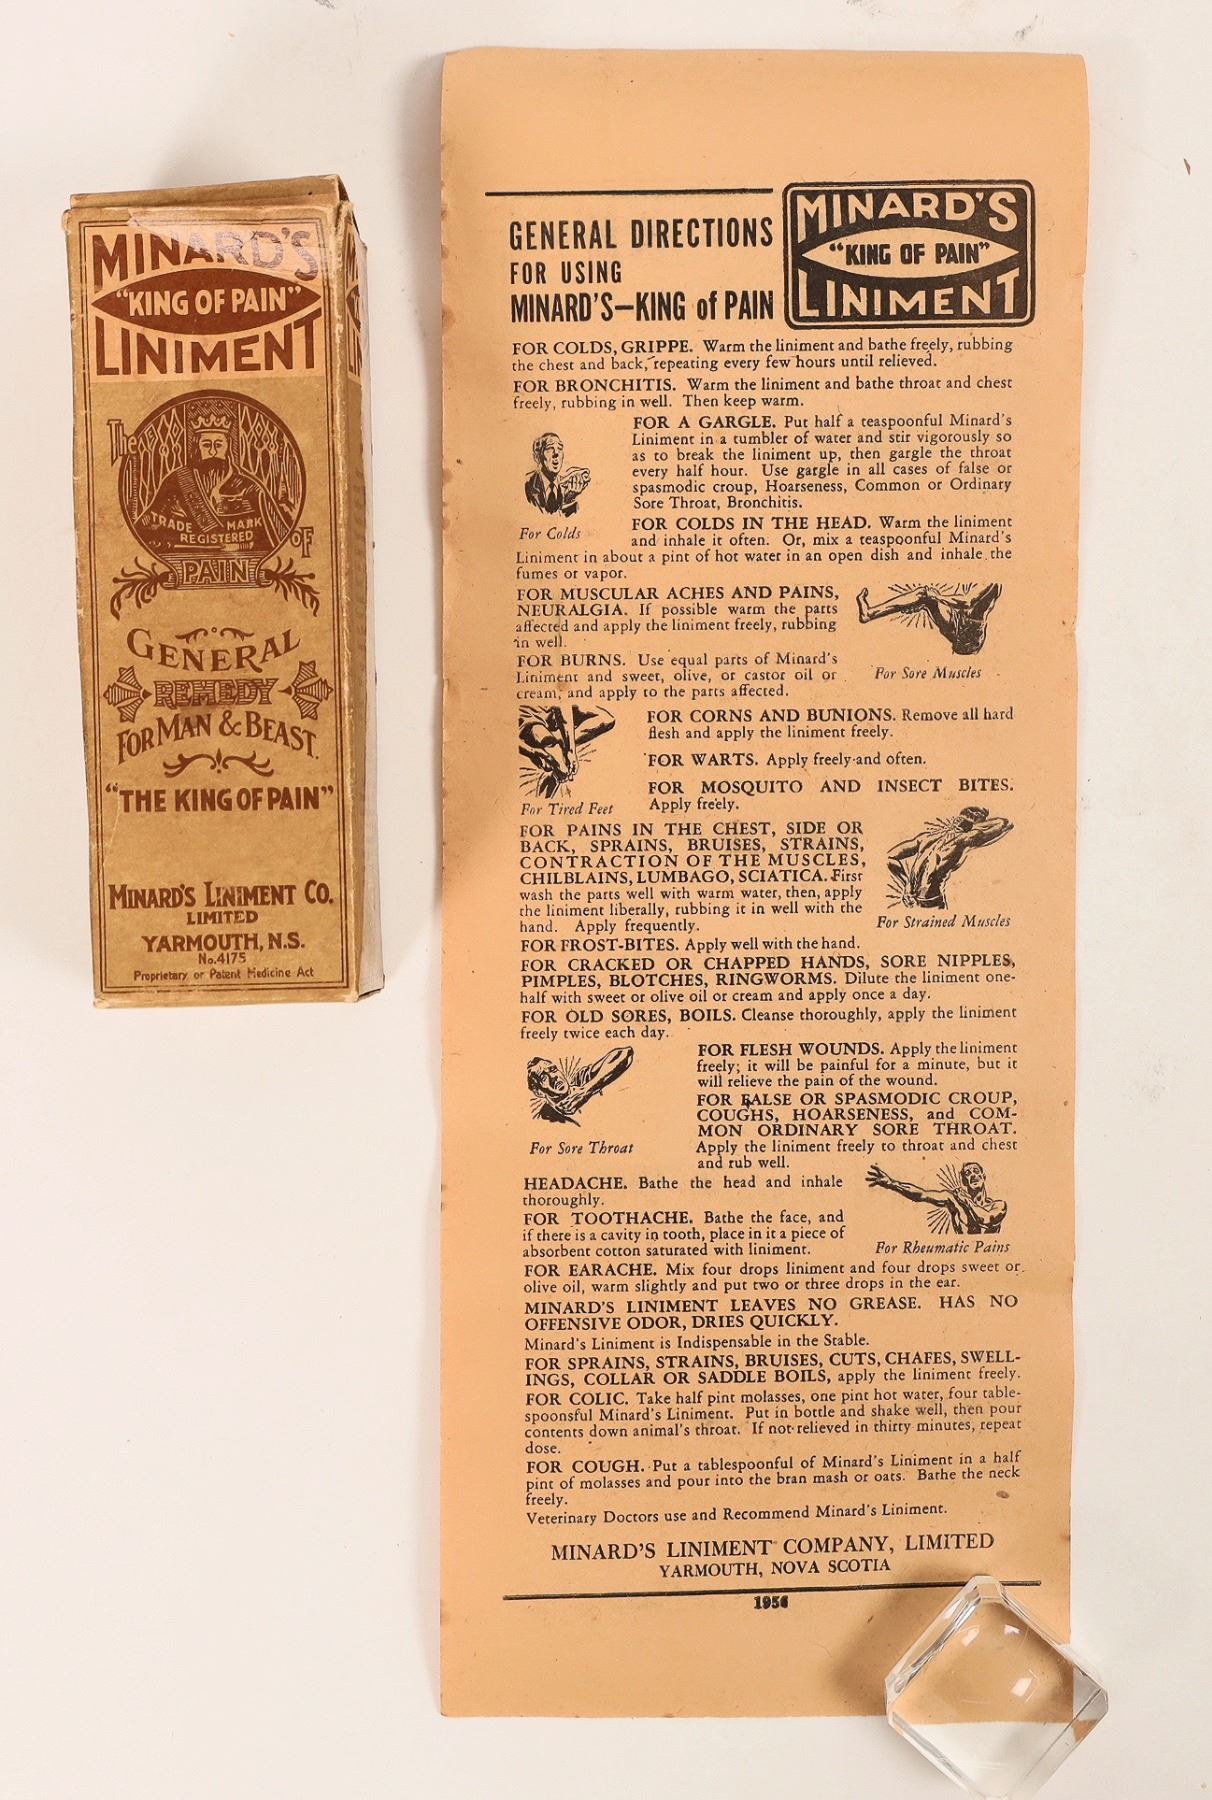 MINARD'S
"KING OF PAIN"
LINIMENT
The
TRADE MARK
REGISTERED
OF
PAIN
GENERAL
REMEDY
FOR MAN & BEAST.
"THE KING OF PAIN"
MINARD'S LINIMENT CO.
LIMITED
YARMOUTH, N.S.
No. 4175
Proprietary or Patent Medicine Act
GENERAL DIRECTIONS
FOR USING
MINARD'S—KING of PAIN
MINARD'S
"KING OF PAIN"
LINIMENT
FOR COLDS, GRIPPE. Warm the liniment and bathe freely, rubbing
the chest and back, repeating every few hours until relieved.
FOR BRONCHITIS. Warm the liniment and bathe throat and chest
freely, rubbing in well. Then keep warm.
FOR A GARGLE. Put half a teaspoonful Minard's
Liniment in a tumbler of water and stir vigorously so
as to break the liniment up, then gargle the throat
every half hour. Use gargle in all cases of false or
spasmodic croup, Hoarseness, Common or Ordinary
Sore Throat, Bronchitis.
For Colds
FOR COLDS IN THE HEAD. Warm the liniment
and inhale it often. Or, mix a teaspoonful Minard's
Liniment in about a pint of hot water in an open dish and inhale the
fumes or vapor.
FOR MUSCULAR ACHES AND PAINS,
NEURALGIA. If possible warm the parts
affected and apply the liniment freely, rubbing
in well.
FOR BURNS. Use equal parts of Minard's
Liniment and sweet, olive, or castor oil or
cream, and apply to the parts affected.
For Sore Muscles
FOR CORNS AND BUNIONS. Remove all hard
flesh and apply the liniment freely.
FOR WARTS. Apply freely and often.
FOR MOSQUITO AND INSECT BITES.
Apply freely.
For Tired Feet
FOR PAINS IN THE CHEST, SIDE OR
BACK, SPRAINS, BRUISES, STRAINS,
CONTRACTION OF THE MUSCLES,
CHILBLAINS, LUMBAGO, SCIATICA. First
wash the parts well with warm water, then, apply
the liniment liberally, rubbing it in well with the
hand. Apply frequently.
For Strained Muscles
FOR FROST-BITES. Apply well with the hand.
FOR CRACKED OR CHAPPED HANDS, SORE NIPPLES,
PIMPLES, BLOTCHES, RINGWORMS. Dilute the liniment one-
half with sweet or olive oil or cream and apply once a day.
FOR OLD SORES, BOILS. Cleanse thoroughly, apply the liniment
freely twice each day.
FOR FLESH WOUNDS. Apply the liniment
freely; it will be painful for a minute, but it
will relieve the pain of the wound.
FOR FALSE OR SPASMODIC CROUP,
COUGHS, HOARSENESS, and COM-
MON ORDINARY SORE THROAT.
Apply the liniment freely to throat and chest
and rub well.
For Sore Throat
HEADACHE. Bathe the head and inhale
thoroughly.
FOR TOOTHACHE. Bathe the face, and
if there is a cavity in tooth, place in it a piece of
absorbent cotton saturated with liniment.
For Rheumatic Pains
FOR EARACHE. Mix four drops liniment and four drops sweet or
olive oil, warm slightly and put two or three drops in the ear.
MINARD'S LINIMENT LEAVES NO GREASE. HAS NO
OFFENSIVE ODOR, DRIES QUICKLY.
Minard's Liniment is Indispensable in the Stable.
FOR SPRAINS, STRAINS, BRUISES, CUTS, CHAFES, SWELL-
INGS, COLLAR OR SADDLE BOILS, apply the liniment freely.
FOR COLIC. Take half pint molasses, one pint hot water, four table-
spoonsful Minard's Liniment. Put in bottle and shake well, then pour
contents down animal's throat. If not relieved in thirty minutes, repeat
dose.
FOR COUGH. Put a tablespoonful of Minard's Liniment in a half
pint of molasses and pour into the bran mash or oats. Bathe the neck
freely.
Veterinary Doctors use and Recommend Minard's Liniment.
MINARD'S LINIMENT COMPANY, LIMITED
YARMOUTH, NOVA SCOTIA